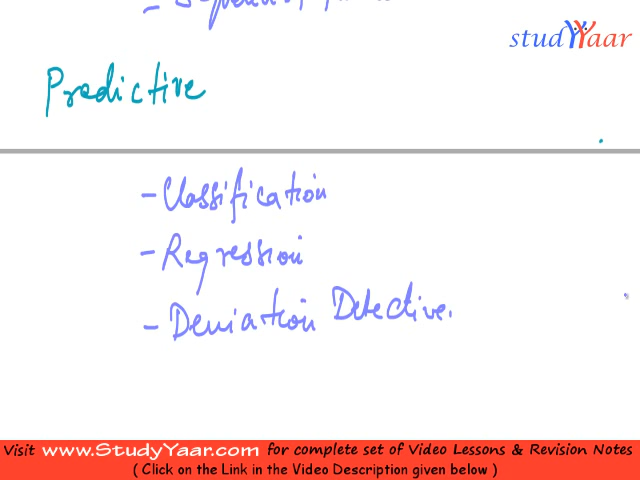 studYYaar
Predictive
- Classification
- Regression
- Deviation Detective.
Visit www.StudyYaar.com for complete set of Video Lessons & Revision Notes
( Click on the Link in the Video Description given below )